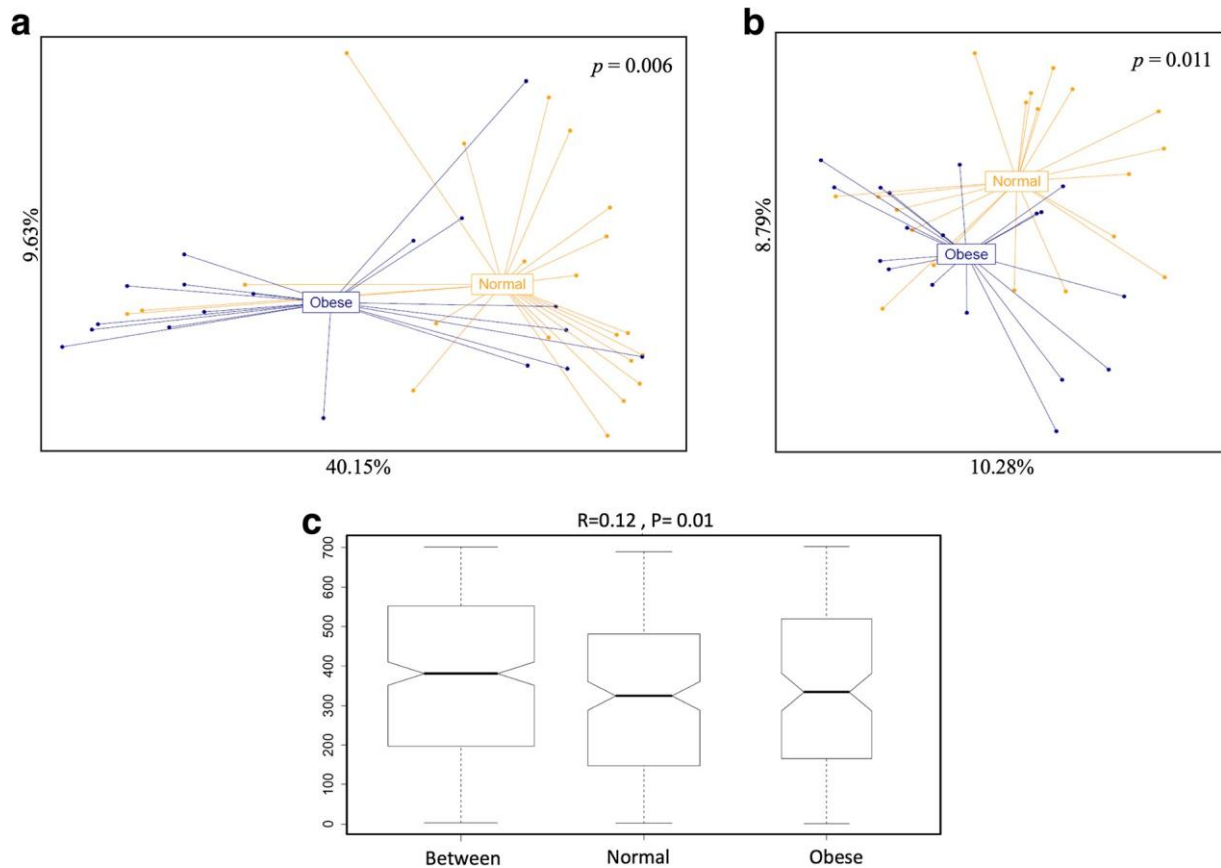 a
p = 0.006
Normal
Obese
9.63%
40.15%
b
p = 0.011
Normal
Obese
8.79%
10.28%
c
R=0.12 , P= 0.01
700
600
500
400
300
200
100
0
Between
Normal
Obese